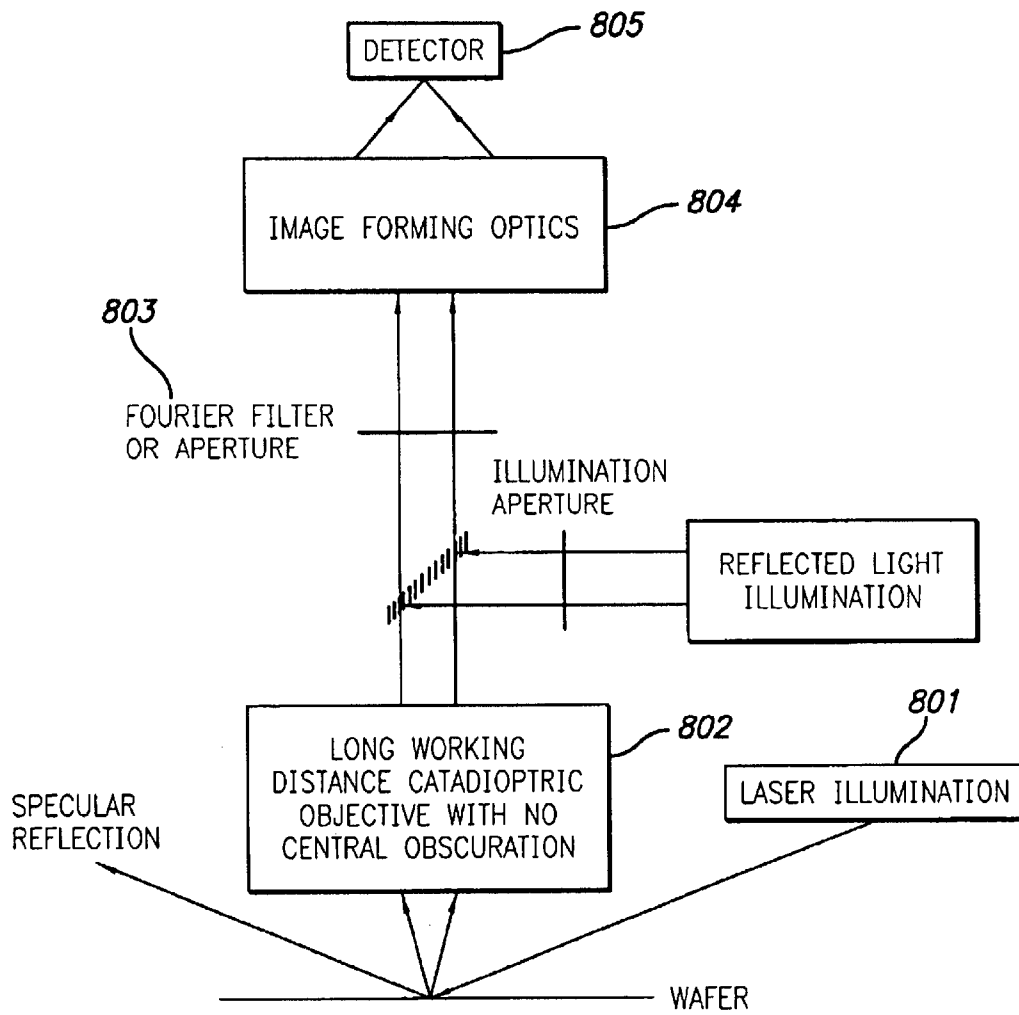 DETECTOR
805
IMAGE FORMING OPTICS
804
803
FOURIER FILTER
OR APERTURE
ILLUMINATION
APERTURE
REFLECTED LIGHT
ILLUMINATION
LONG WORKING
DISTANCE CATADIOPTRIC
OBJECTIVE WITH NO
CENTRAL OBSCURATION
802
801
LASER ILLUMINATION
SPECULAR
REFLECTION
WAFER